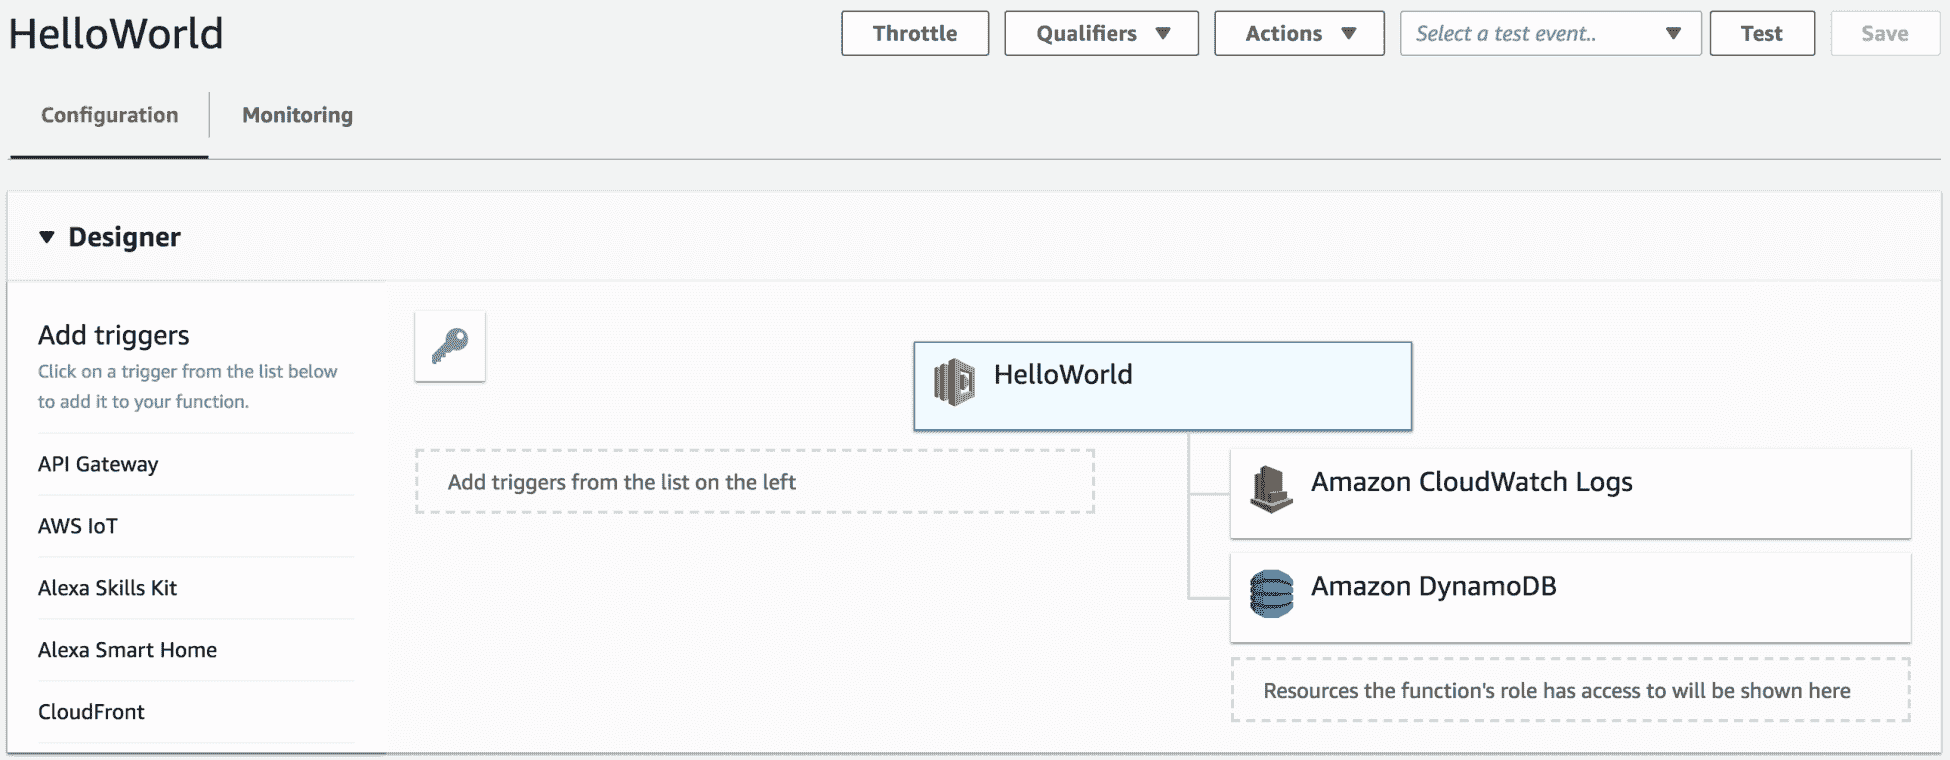 HelloWorld
Throttle
Qualifiers
Actions
Select a test event..
Test
Save
Configuration
Monitoring
Designer
Add triggers
Click on a trigger from the list below
to add it to your function.
API Gateway
AWS IoT
Alexa Skills Kit
Alexa Smart Home
CloudFront
HelloWorld
Add triggers from the list on the left
Amazon CloudWatch Logs
Amazon DynamoDB
Resources the function's role has access to will be shown here